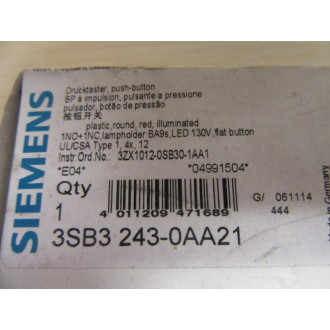 SIEMENS
Drucktaster, push-button
BP à impulsion, pulsante a pressione
pulsador, botão de pressão
按钮开关
plastic, round, red, illuminated
1NO+1NC, lampholder BA9s, LED 130V, flat button
UL/CSA Type 1, 4x, 12
Instr Ord.No.: 3ZX1012-0SB30-1AA1
*E04* *04991504*
Qty
1
4 011209 471689
G/ 061114
444
3SB3 243-0AA21
Germany